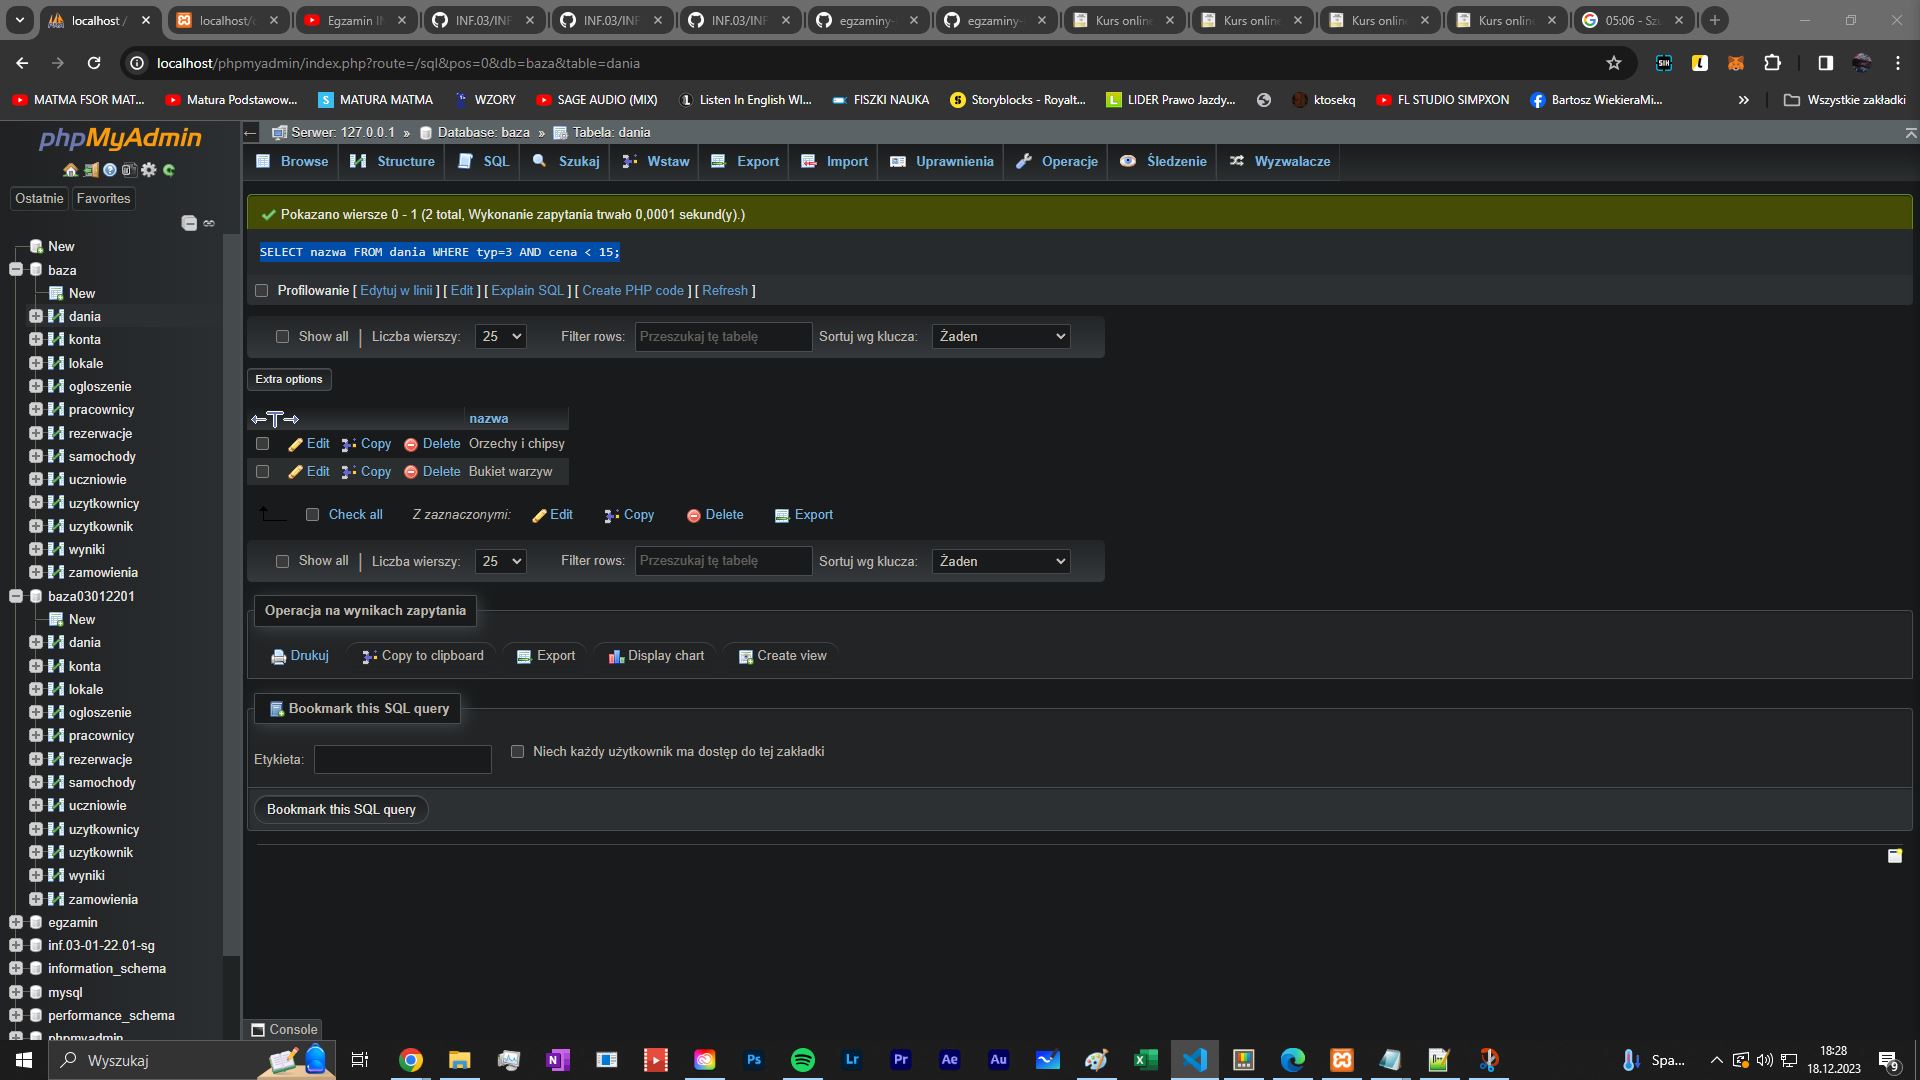 localhost /
localhost/c
Egzamin IN
INF.03/INF
INF.03/INF
INF.03/INF
egzaminy-
egzaminy-
Kurs online
Kurs online
Kurs online
Kurs online
05:06 - Szu
localhost/phpmyadmin/index.php?route=/sql&pos=0&db=baza&table=dania
MATMA FSOR MAT...
Matura Podstawow...
MATURA MATMA
WZORY
SAGE AUDIO (MIX)
Listen In English WI...
FISZKI NAUKA
Storyblocks - Royalt...
LIDER Prawo Jazdy...
ktosekq
FL STUDIO SIMPXON
Bartosz WiekieraMi...
»
Wszystkie zakładki
phpMyAdmin
Ostatnie
Favorites
New
baza
New
dania
konta
lokale
ogloszenie
pracownicy
rezerwacje
samochody
uczniowie
uzytkownicy
uzytkownik
wyniki
zamowienia
baza03012201
New
dania
konta
lokale
ogloszenie
pracownicy
rezerwacje
samochody
uczniowie
uzytkownicy
uzytkownik
wyniki
zamowienia
egzamin
inf.03-01-22.01-sg
information_schema
mysql
performance_schema
phpmyadmin
Serwer: 127.0.0.1 » Database: baza » Tabela: dania
Browse Structure SQL Szukaj Wstaw Export Import Uprawnienia Operacje Śledzenie Wyzwalacze
Pokazano wiersze 0 - 1 (2 total, Wykonanie zapytania trwało 0,0001 sekund(y).)
SELECT nazwa FROM dania WHERE typ=3 AND cena < 15;
Profilowanie [ Edytuj w linii ] [ Edit ] [ Explain SQL ] [ Create PHP code ] [ Refresh ]
Show all | Liczba wierszy: 25 Filter rows: Przeszukaj tę tabelę Sortuj wg klucza: Żaden
Extra options
←T→ nazwa
Edit Copy Delete Orzechy i chipsy
Edit Copy Delete Bukiet warzyw
Check all Z zaznaczonymi: Edit Copy Delete Export
Show all | Liczba wierszy: 25 Filter rows: Przeszukaj tę tabelę Sortuj wg klucza: Żaden
Operacja na wynikach zapytania
Drukuj Copy to clipboard Export Display chart Create view
Bookmark this SQL query
Etykieta: Niech każdy użytkownik ma dostęp do tej zakładki
Bookmark this SQL query
Console
Wyszukaj
Ps
Lr
Pr
Ae
Au
Spa...
18:28
18.12.2023
9